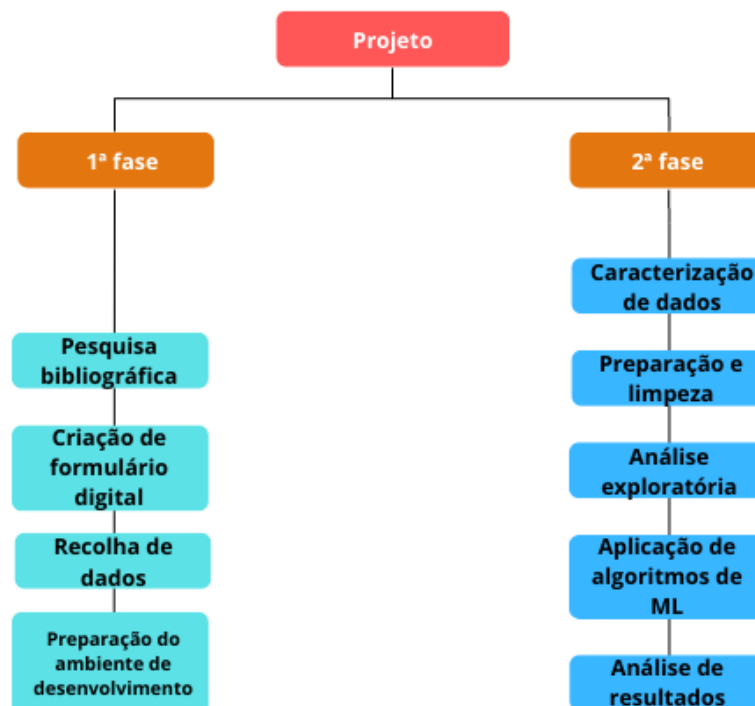 Projeto
1ª fase
Pesquisa
bibliográfica
Criação de
formulário
digital
Recolha de
dados
Preparação do
ambiente de
desenvolvimento
2ª fase
Caracterização
de dados
Preparação e
limpeza
Análise
exploratória
Aplicação de
algoritmos de
ML
Análise de
resultados